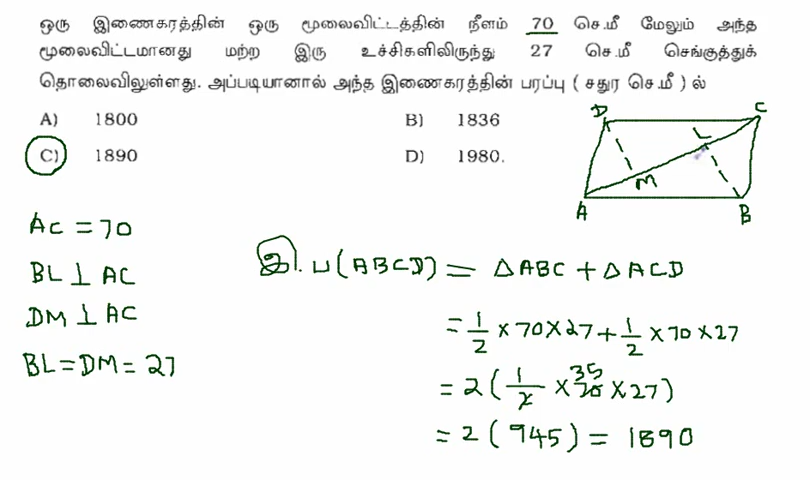 ஒரு இணைகரத்தின் ஒரு மூலைவிட்டத்தின் நீளம் 70 செ.மீ மேலும் அந்த
மூலைவிட்டமானது மற்ற இரு உச்சிகளிலிருந்து 27 செ.மீ செங்குத்துத்
தொலைவிலுள்ளது. அப்படியானால் அந்த இணைகரத்தின் பரப்பு ( சதுர செ.மீ ) ல்
A) 1800 B) 1836
C) 1890 D) 1980.
D C
L
M
A B
AC = 70
BL ⊥ AC
DM ⊥ AC
BL = DM = 27
இ. ப (ABCD) = ΔABC + ΔACD
= 1/2 × 70 × 27 + 1/2 × 70 × 27
= 2 ( 1/2 × 70 35 × 27 )
= 2 ( 945 ) = 1890